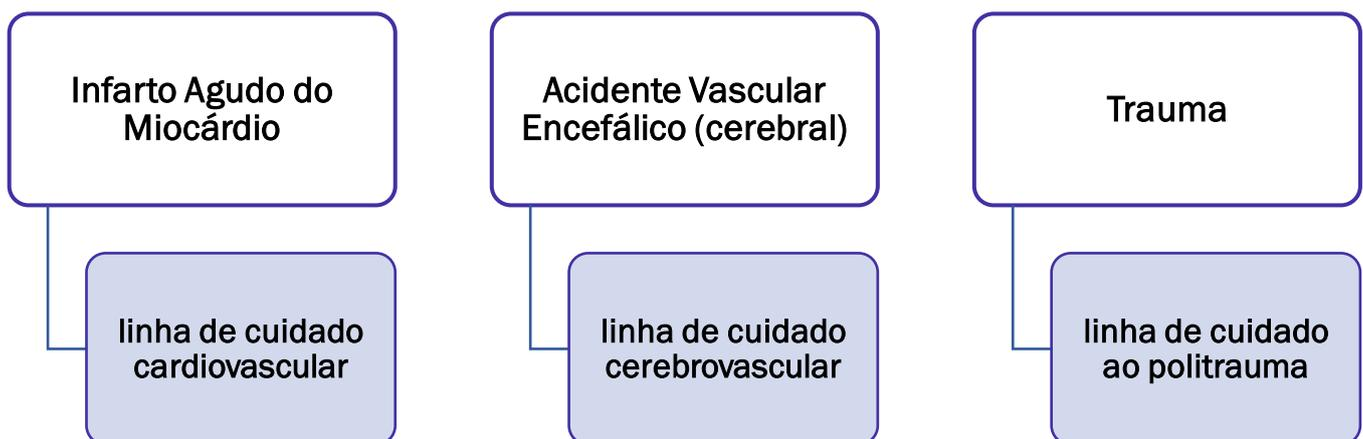 Infarto Agudo do
Miocárdio
linha de cuidado
cardiovascular
Acidente Vascular
Encefálico (cerebral)
linha de cuidado
cerebrovascular
Trauma
linha de cuidado
ao politrauma